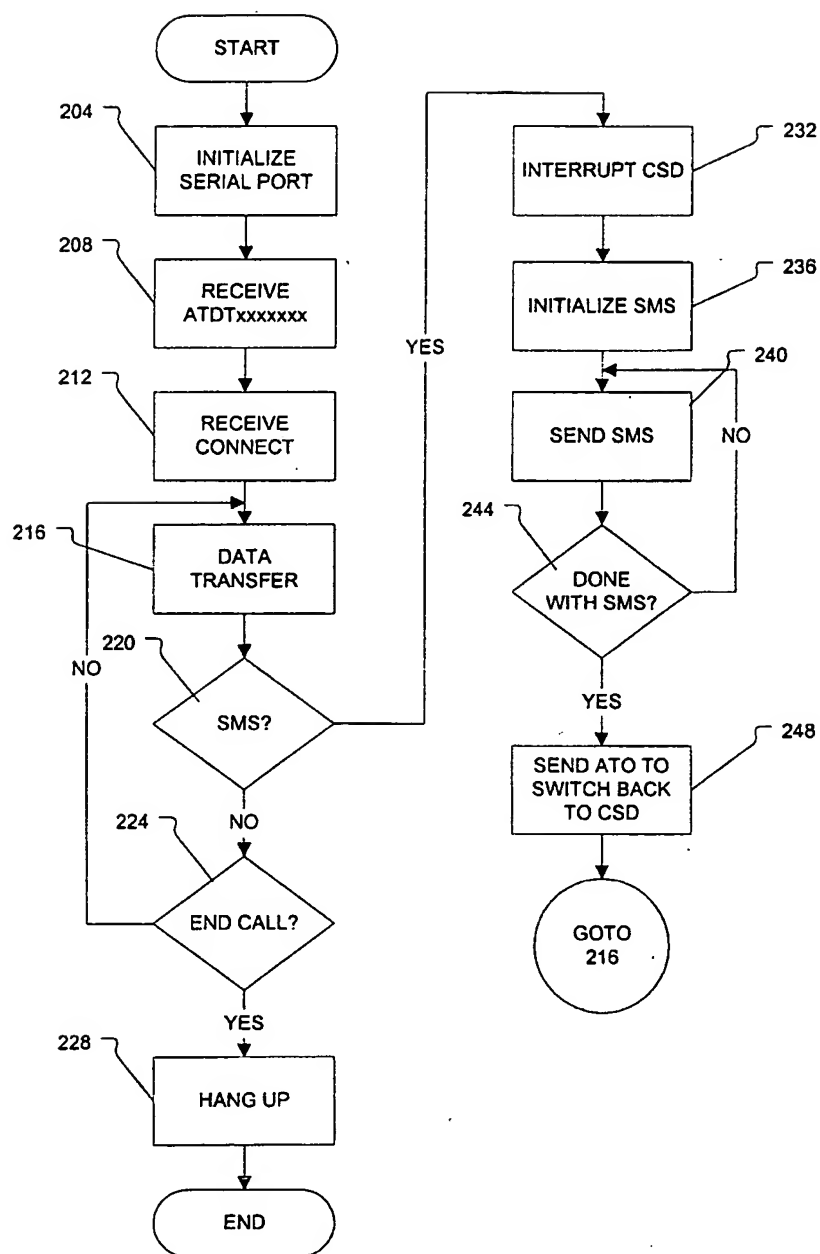 START
204
INITIALIZE
SERIAL PORT
208
RECEIVE
ATDTxxxxxxx
212
RECEIVE
CONNECT
216
DATA
TRANSFER
NO
220
SMS?
YES
NO
224
END CALL?
YES
228
HANG UP
END
232
INTERRUPT CSD
236
INITIALIZE SMS
240
SEND SMS
NO
244
DONE
WITH SMS?
YES
248
SEND ATO TO
SWITCH BACK
TO CSD
GOTO
216